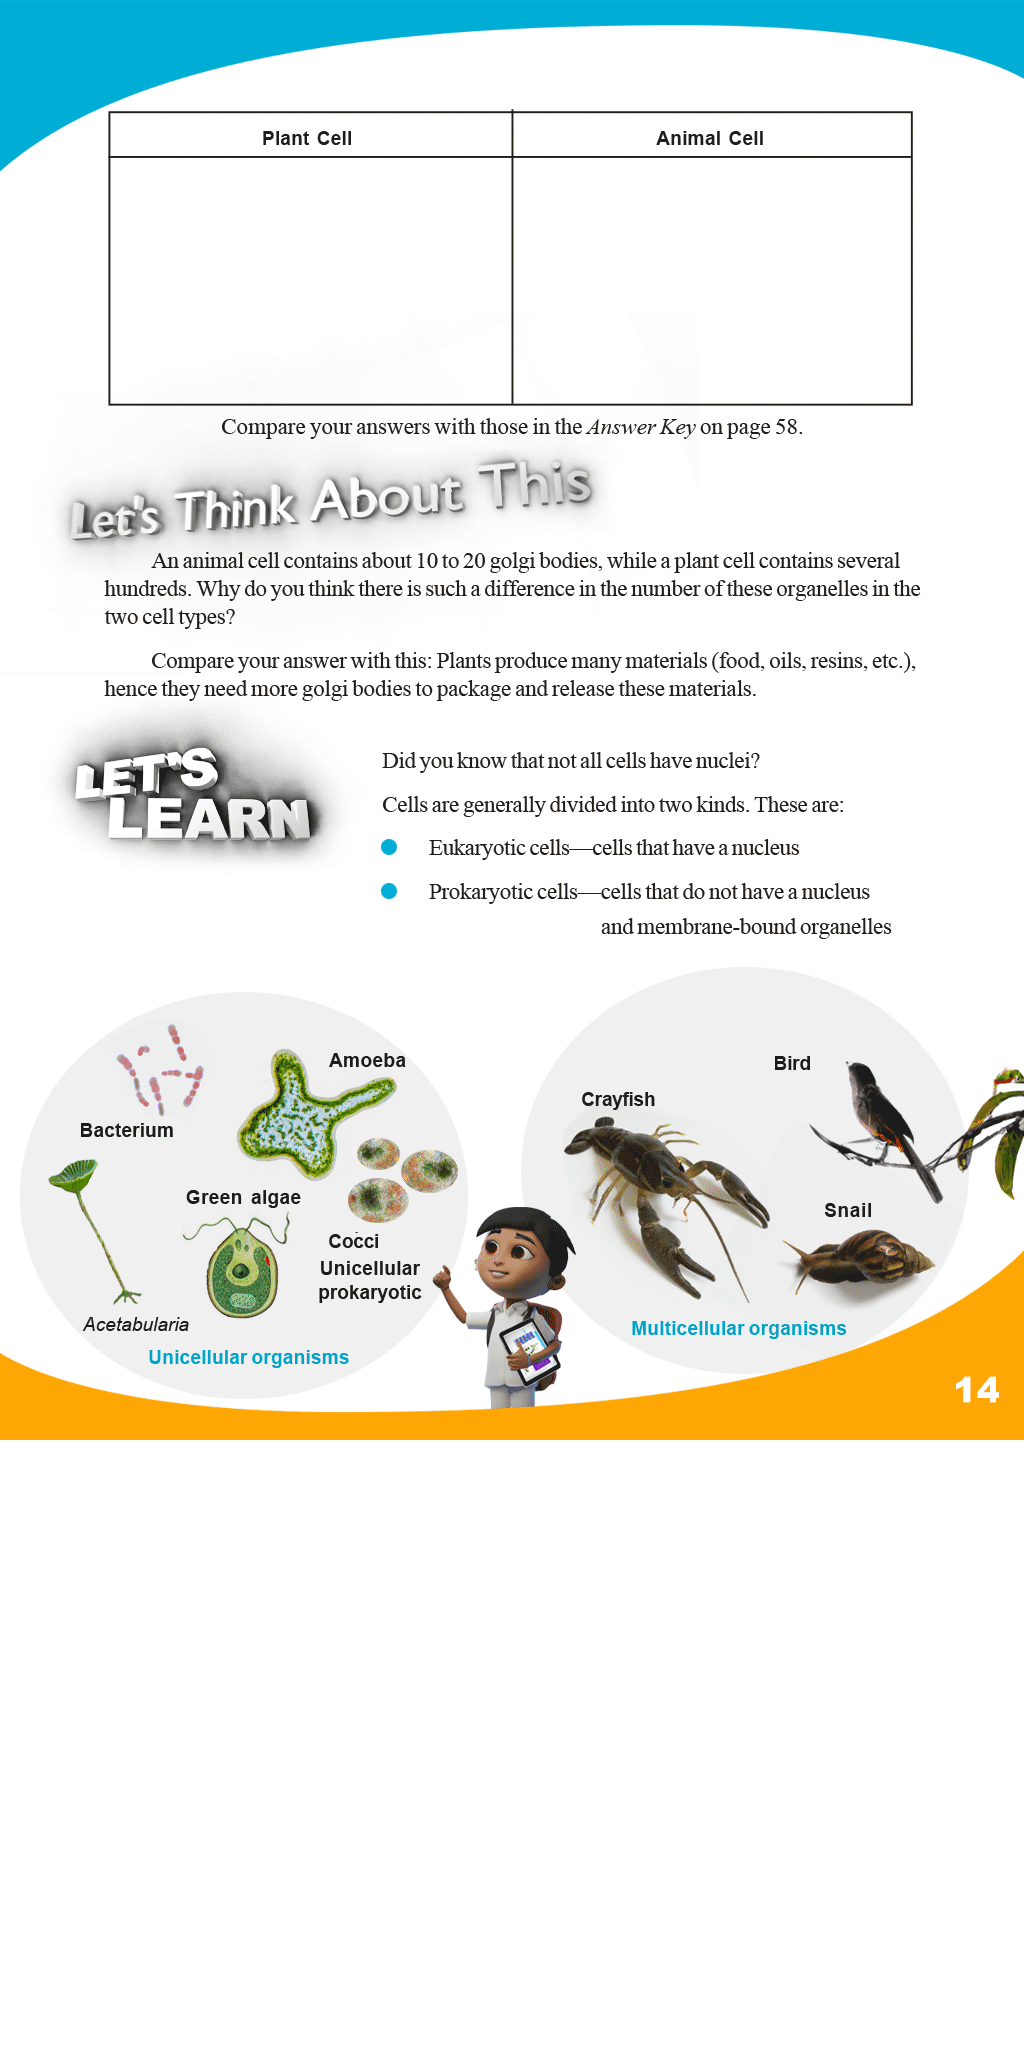 Plant Cell
Animal Cell
Compare your answers with those in the Answer Key on page 58.
Let's Think About This
An animal cell contains about 10 to 20 golgi bodies, while a plant cell contains several
hundreds. Why do you think there is such a difference in the number of these organelles in the
two cell types?
Compare your answer with this: Plants produce many materials (food, oils, resins, etc.),
hence they need more golgi bodies to package and release these materials.
LET'S
LEARN
Did you know that not all cells have nuclei?
Cells are generally divided into two kinds. These are:
Eukaryotic cells—cells that have a nucleus
Prokaryotic cells—cells that do not have a nucleus
and membrane-bound organelles
Amoeba
Bacterium
Green algae
Cocci
Unicellular
prokaryotic
Acetabularia
Unicellular organisms
Bird
Crayfish
Snail
Multicellular organisms
14